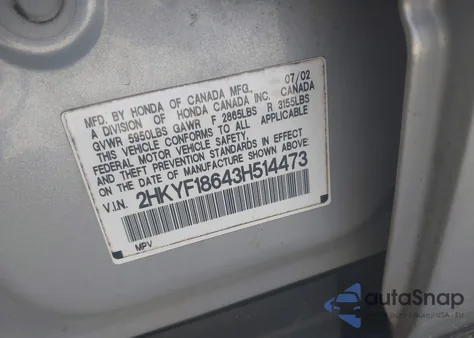 MFD. BY HONDA OF CANADA MFG. 07/02
A DIVISION OF HONDA CANADA INC. CANADA
GVWR 5950LBS GAWR F 2865LBS R 3155LBS
THIS VEHICLE CONFORMS TO ALL APPLICABLE
FEDERAL MOTOR VEHICLE SAFETY,
AND THEFT PREVENTION STANDARDS IN EFFECT
ON THE DATE OF MANUFACTURE SHOWN ABOVE.
V.I.N. 2HKYF18643H514473
MPV
autoSnap